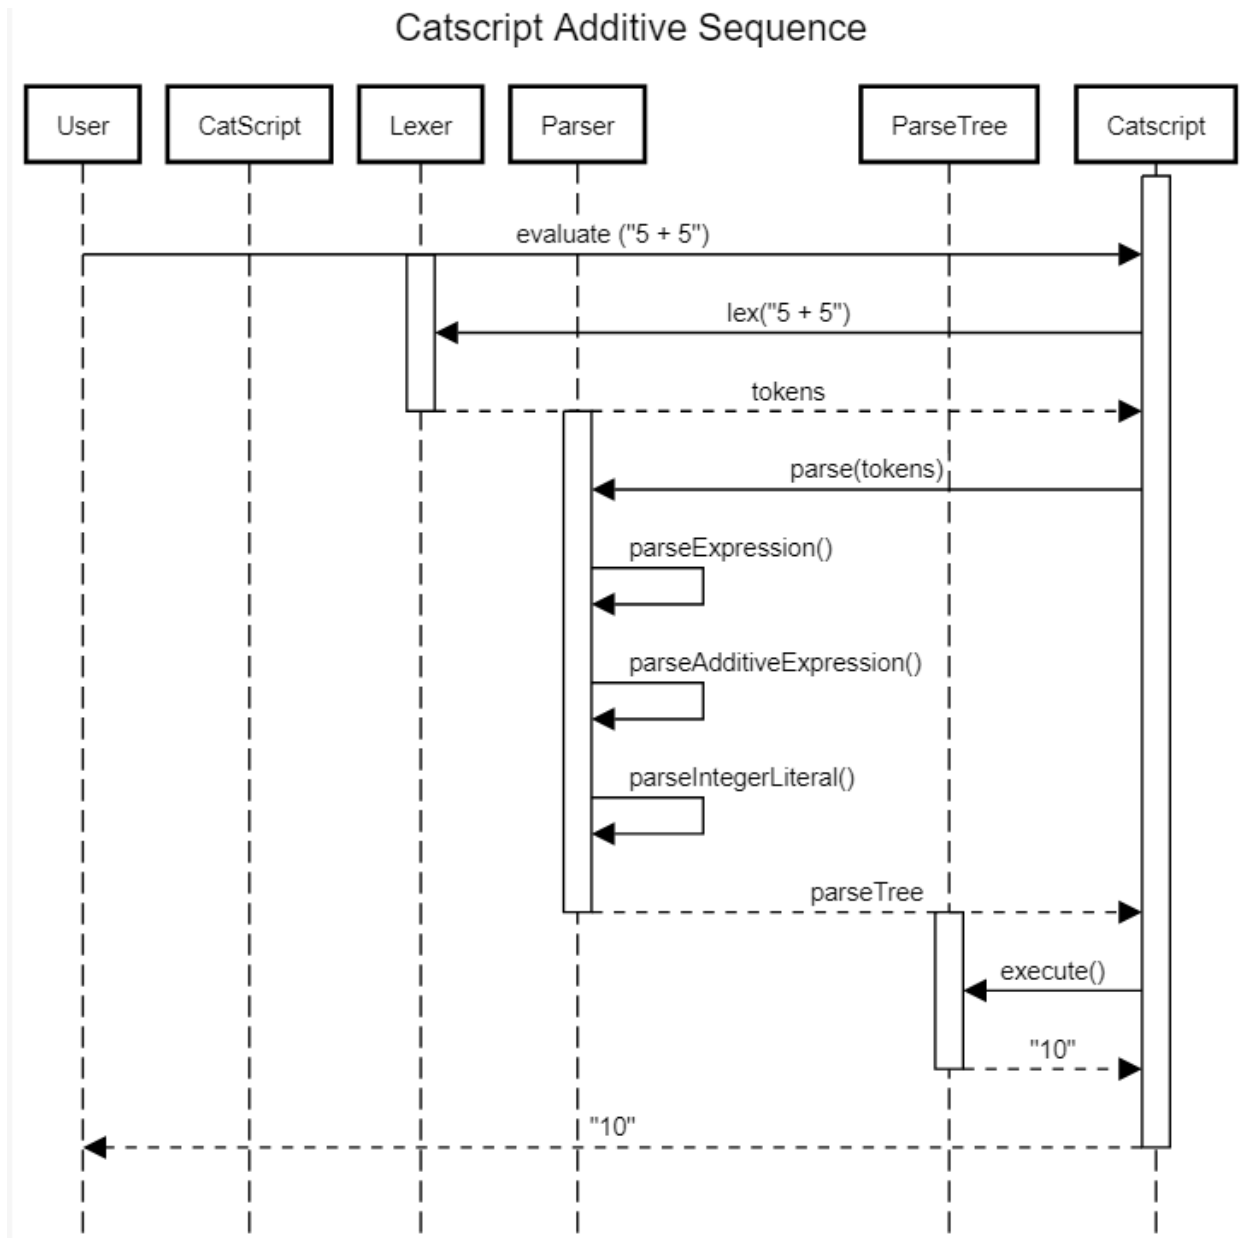 Catscript Additive Sequence
User
CatScript
Lexer
Parser
ParseTree
Catscript
evaluate ("5 + 5")
lex("5 + 5")
tokens
parse(tokens)
parseExpression()
parseAdditiveExpression()
parseIntegerLiteral()
parseTree
execute()
"10"
"10"